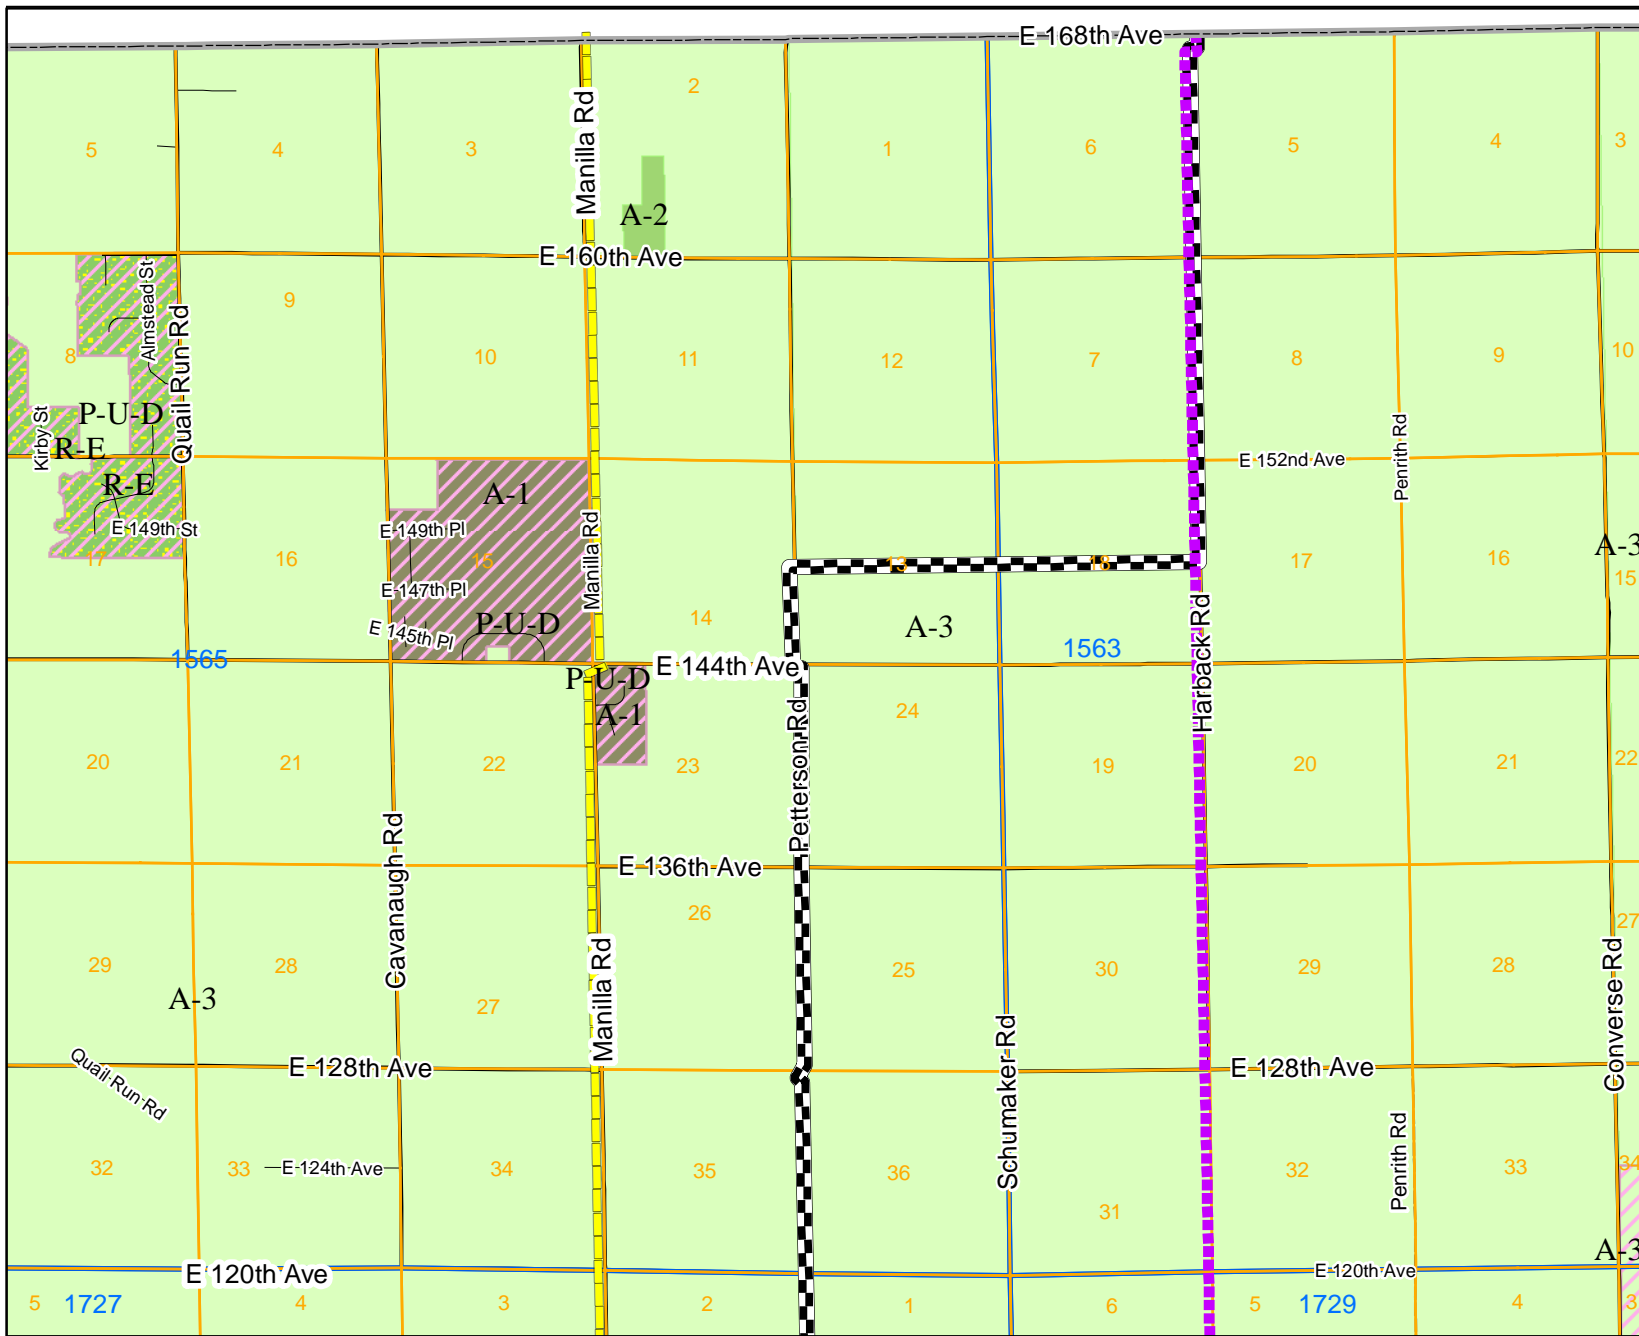 E 168th Ave
2
Manilla Rd
5
4
3
1
6
5
4
3
A-2
E 160th Ave
Almstead St
9
Quail Run Rd
8
10
11
12
7
8
9
10
P-U-D
Kirby St
R-E
Penrith Rd
E 152nd Ave
R-E
A-1
E 149th St
E 149th Pl
Manilla Rd
17
16
15
13
18
17
16
A-3
15
E 147th Pl
14
P-U-D
A-3
E 145th Pl
1565
1563
E 144th Ave
Harback Rd
P-U-D
A-1
24
Petterson Rd
20
21
22
23
19
20
21
22
Cavanaugh Rd
E 136th Ave
26
27
29
28
25
30
29
28
A-3
27
Manilla Rd
Converse Rd
Schumaker Rd
Quail Run Rd
E 128th Ave
E 128th Ave
32
33
E 124th Ave
34
35
36
31
32
Penrith Rd
33
34
A-3
E 120th Ave
E 120th Ave
5
1727
4
3
2
1
6
5
1729
4
3